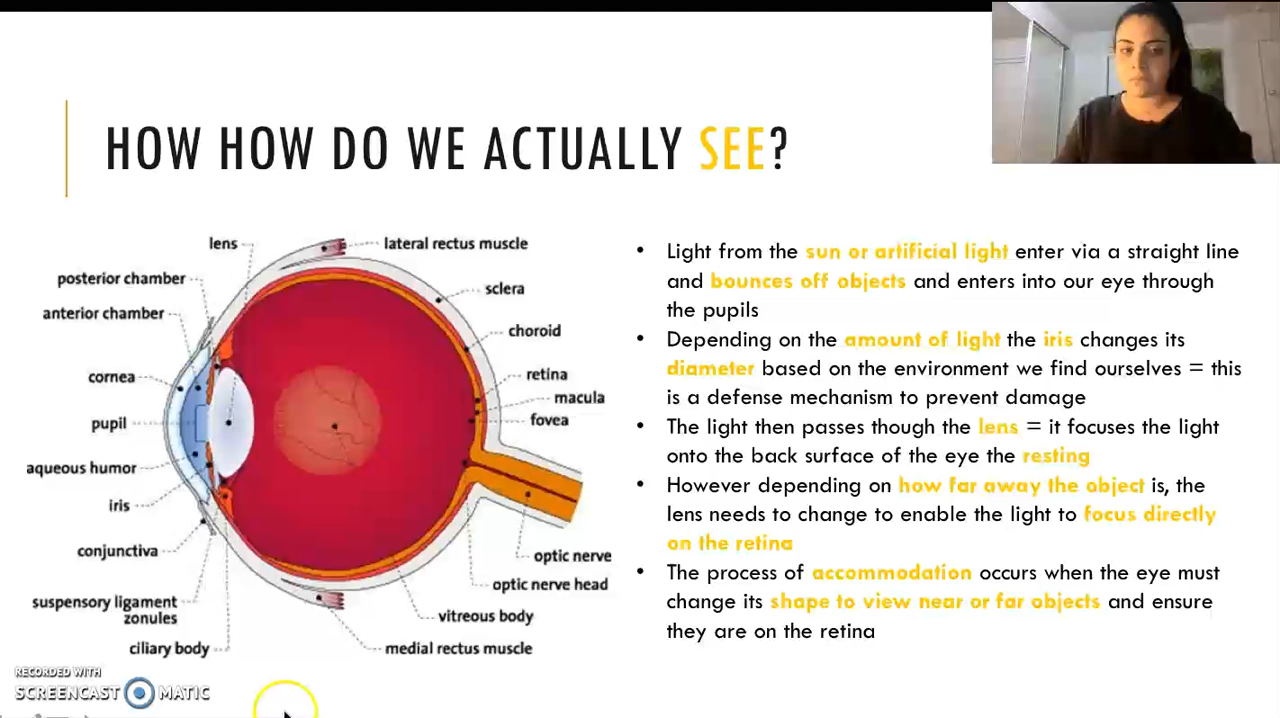 HOW HOW DO WE ACTUALLY SEE?
lens
lateral rectus muscle
posterior chamber
sclera
anterior chamber
choroid
cornea
retina
macula
pupil
fovea
aqueous humor
iris
conjunctiva
optic nerve
optic nerve head
suspensory ligament
zonules
vitreous body
ciliary body
medial rectus muscle
• Light from the sun or artificial light enter via a straight line
and bounces off objects and enters into our eye through
the pupils
• Depending on the amount of light the iris changes its
diameter based on the environment we find ourselves = this
is a defense mechanism to prevent damage
• The light then passes though the lens = it focuses the light
onto the back surface of the eye the resting
• However depending on how far away the object is, the
lens needs to change to enable the light to focus directly
on the retina
• The process of accommodation occurs when the eye must
change its shape to view near or far objects and ensure
they are on the retina
RECORDED WITH
SCREENCAST MATIC